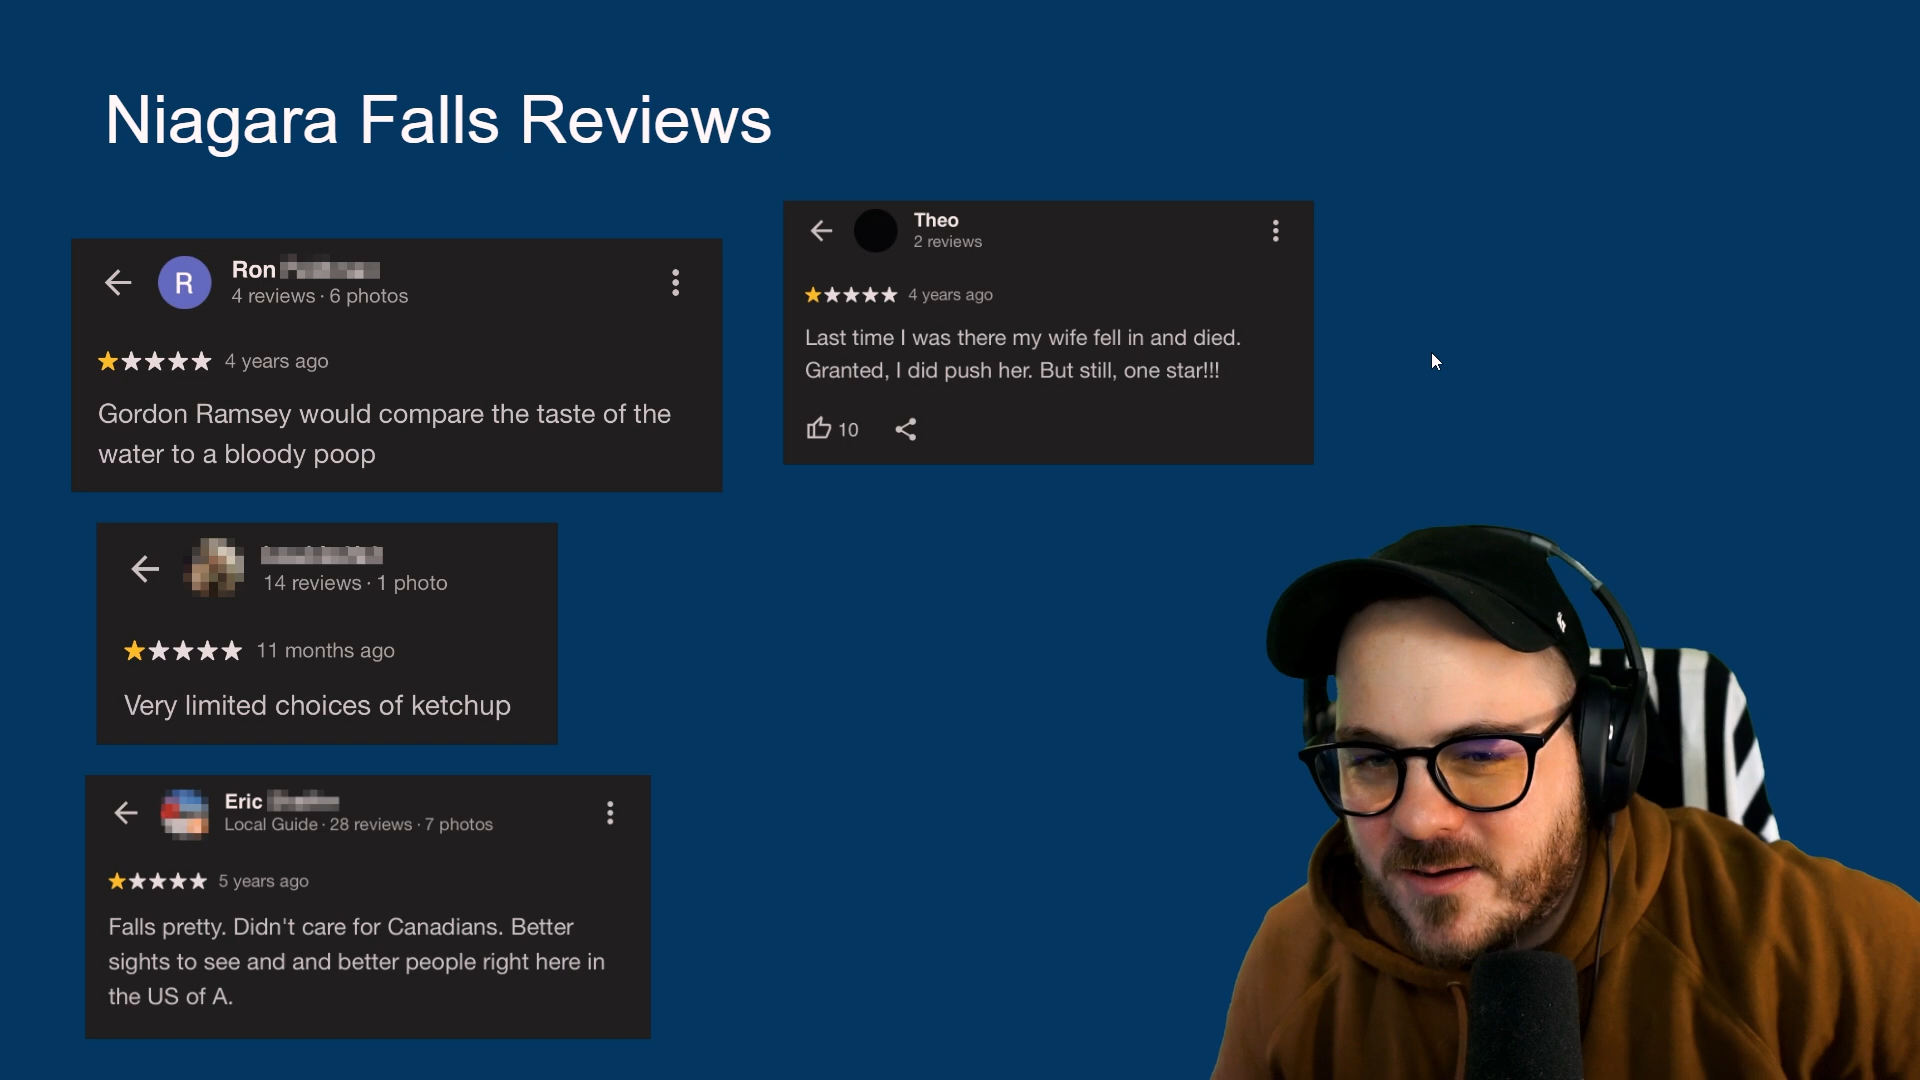 Niagara Falls Reviews
R
Ron
4 reviews · 6 photos
4 years ago
Gordon Ramsey would compare the taste of the
water to a bloody poop
14 reviews · 1 photo
11 months ago
Very limited choices of ketchup
Eric
Local Guide · 28 reviews · 7 photos
5 years ago
Falls pretty. Didn't care for Canadians. Better
sights to see and and better people right here in
the US of A.
Theo
2 reviews
4 years ago
Last time I was there my wife fell in and died.
Granted, I did push her. But still, one star!!!
10